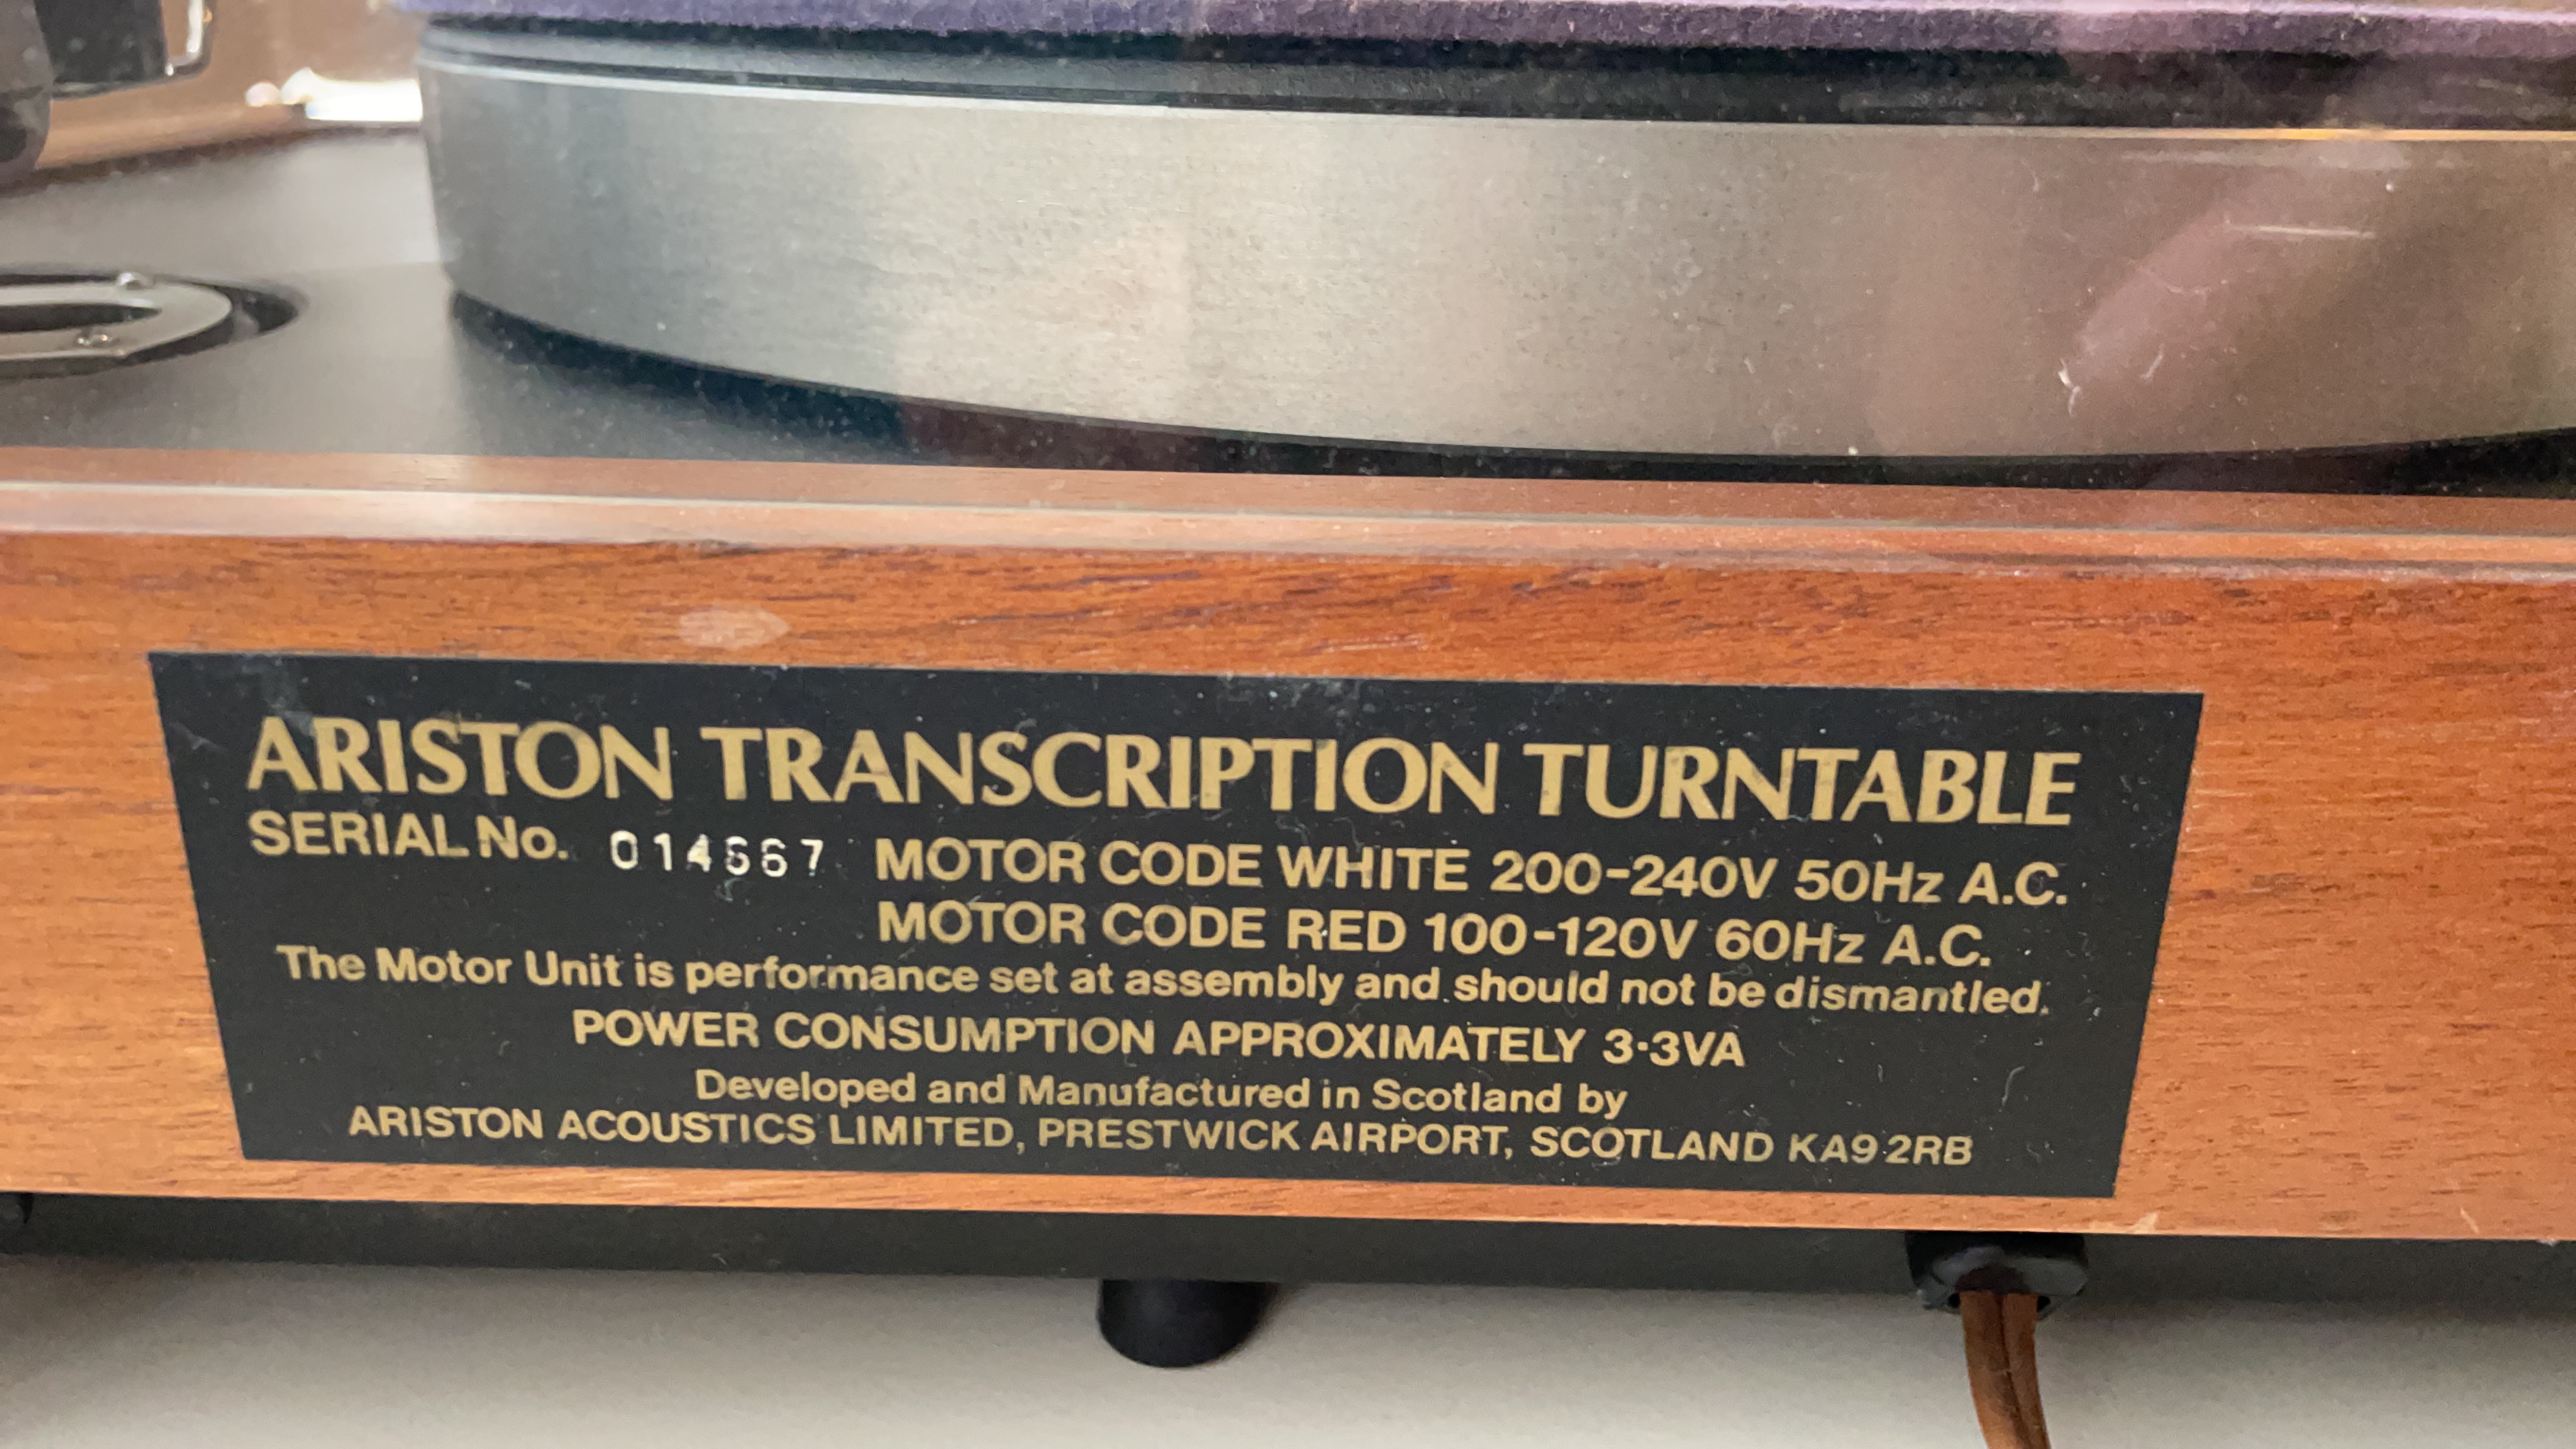 ARISTON TRANSCRIPTION TURNTABLE
SERIAL No. 014667 MOTOR CODE WHITE 200-240V 50Hz A.C.
MOTOR CODE RED 100-120V 60Hz A.C.
The Motor Unit is performance set at assembly and should not be dismantled.
POWER CONSUMPTION APPROXIMATELY 3·3VA
Developed and Manufactured in Scotland by
ARISTON ACOUSTICS LIMITED, PRESTWICK AIRPORT, SCOTLAND KA9 2RB